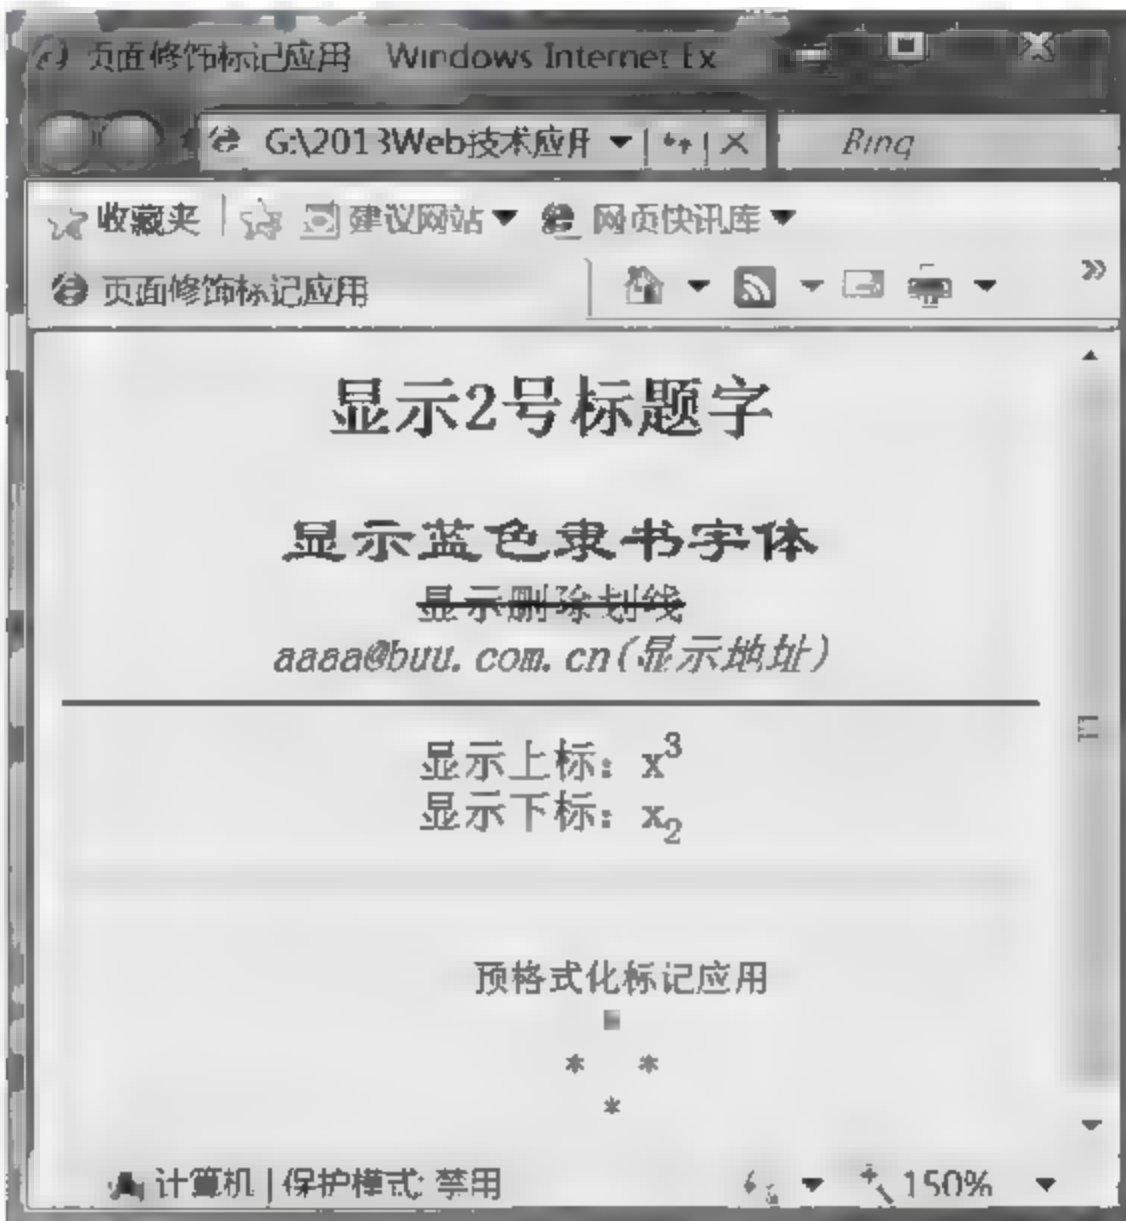 页面修饰标记应用 Windows Internet Ex
G:\2013Web技术应用 Bing
收藏夹 建议网站 网页快讯库
页面修饰标记应用 »
显示2号标题字
显示蓝色隶书字体
显示删除划线
aaaa@buu.com.cn(显示地址)
显示上标：x³
显示下标：x₂
预格式化标记应用
* *
*
计算机 | 保护模式: 禁用 150%